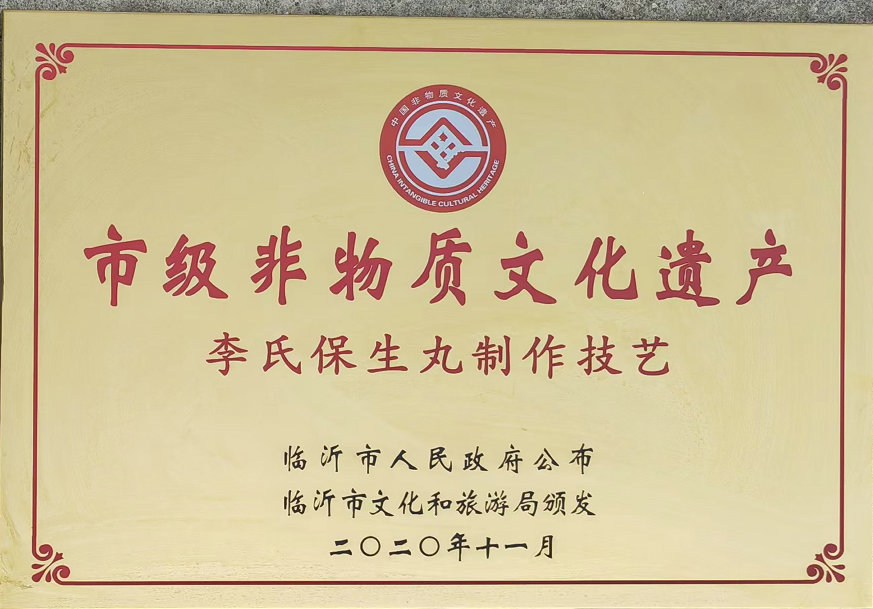 中国非物质文化遗产
CHINA INTANGIBLE CULTURAL HERITAGE
市级非物质文化遗产
李氏保生丸制作技艺
临沂市人民政府公布
临沂市文化和旅游局颁发
二〇二〇年十一月